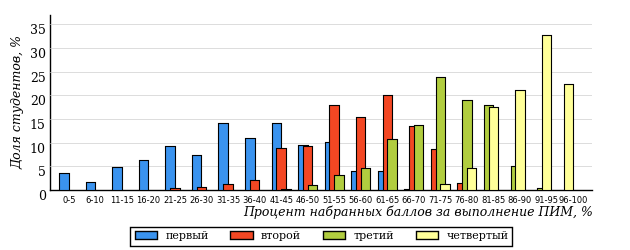 Доля студентов, %
35
30
25
20
15
10
5
0
0-5 6-10 11-15 16-20 21-25 26-30 31-35 36-40 41-45 46-50 51-55 56-60 61-65 66-70 71-75 76-80 81-85 86-90 91-95 96-100
Процент набранных баллов за выполнение ПИМ, %
первый второй третий четвертый